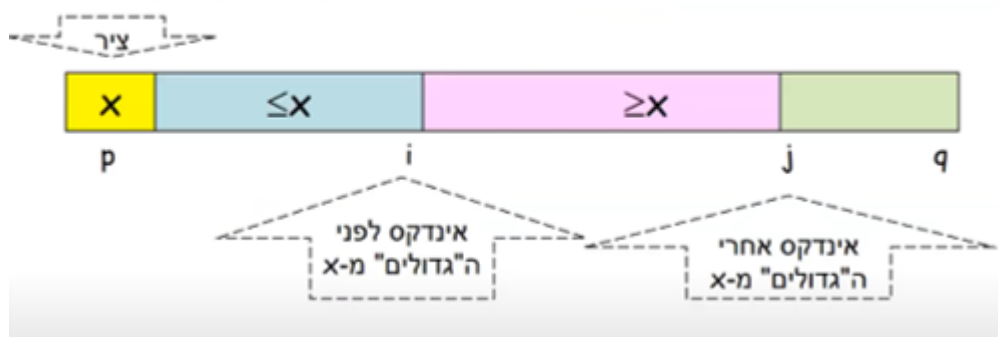 ציר
x ≤x ≥x
p i j q
אינדקס לפני
ה"גדולים" מ-x
אינדקס אחרי
ה"גדולים" מ-x